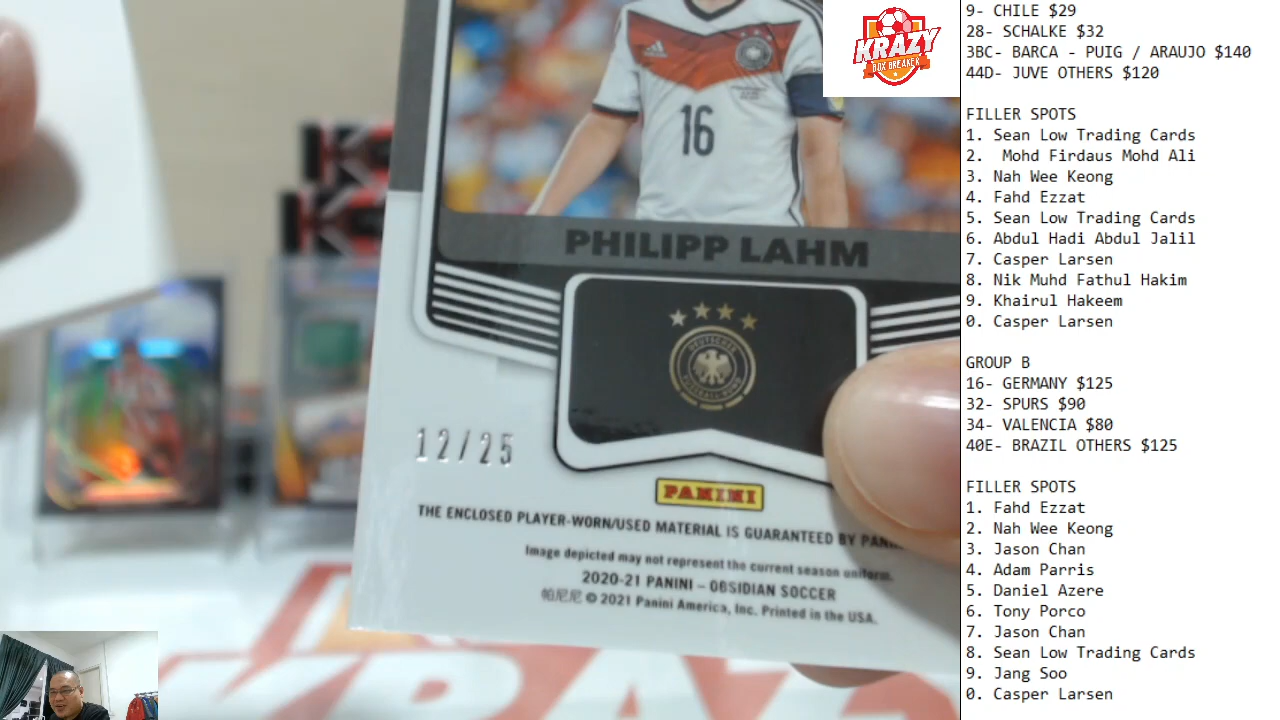 KRAZY
BOX BREAKER
16
PHILIPP LAHM
DEUTSCHER
FUSSBALL-BUND
12/25
PANINI
THE ENCLOSED PLAYER-WORN/USED MATERIAL IS GUARANTEED BY
Image depicted may not represent the current season uniform.
2020-21 PANINI – OBSIDIAN SOCCER
帕尼尼 © 2021 Panini America, Inc. Printed in the USA.
9- CHILE $29
28- SCHALKE $32
3BC- BARCA - PUIG / ARAUJO $140
44D- JUVE OTHERS $120
FILLER SPOTS
1. Sean Low Trading Cards
2. Mohd Firdaus Mohd Ali
3. Nah Wee Keong
4. Fahd Ezzat
5. Sean Low Trading Cards
6. Abdul Hadi Abdul Jalil
7. Casper Larsen
8. Nik Muhd Fathul Hakim
9. Khairul Hakeem
0. Casper Larsen
GROUP B
16- GERMANY $125
32- SPURS $90
34- VALENCIA $80
40E- BRAZIL OTHERS $125
FILLER SPOTS
1. Fahd Ezzat
2. Nah Wee Keong
3. Jason Chan
4. Adam Parris
5. Daniel Azere
6. Tony Porco
7. Jason Chan
8. Sean Low Trading Cards
9. Jang Soo
0. Casper Larsen